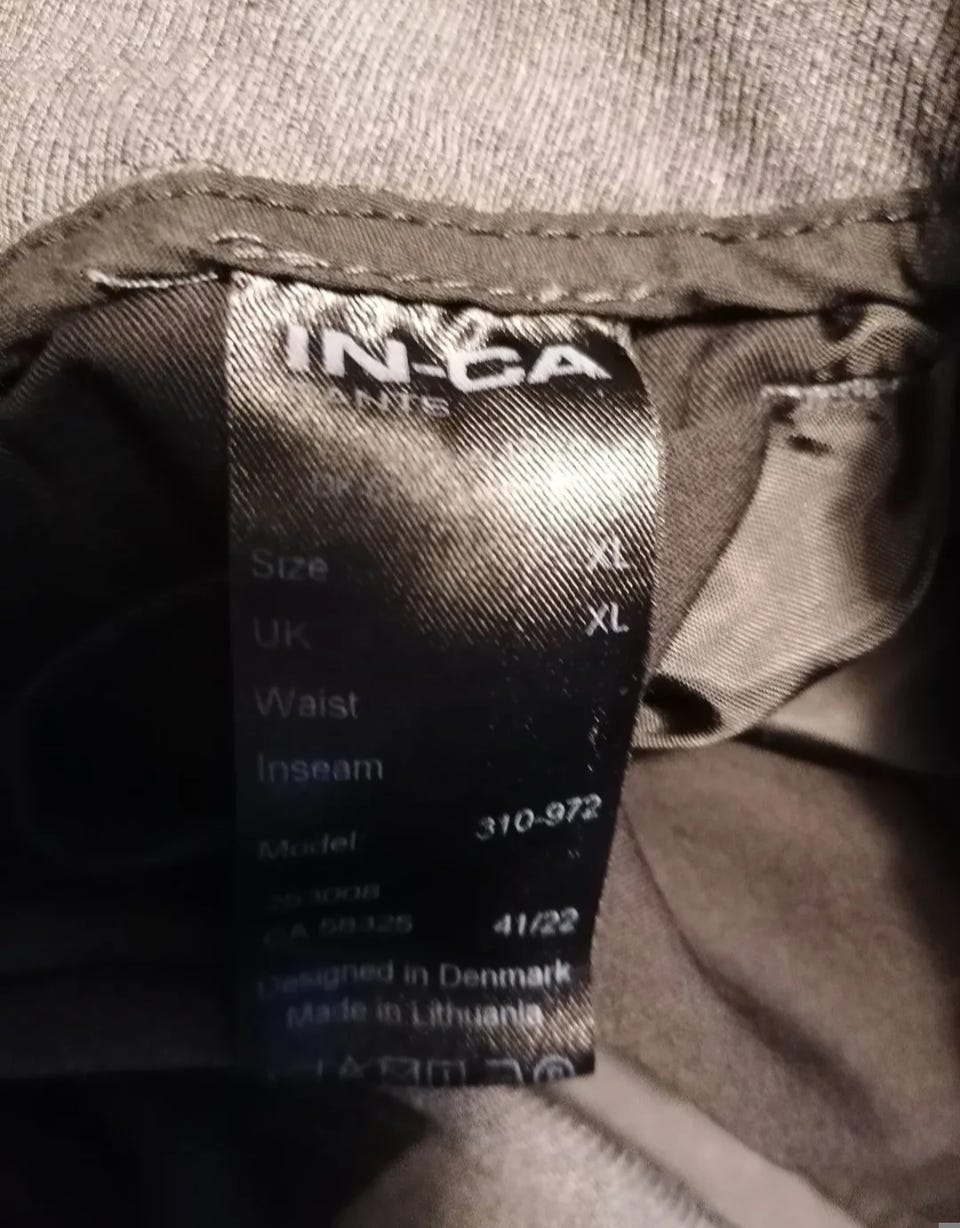 IN-CA
PANTS
Size XL
UK XL
Waist
Inseam
Model 310-972
41/22
Designed in Denmark
Made in Lithuania